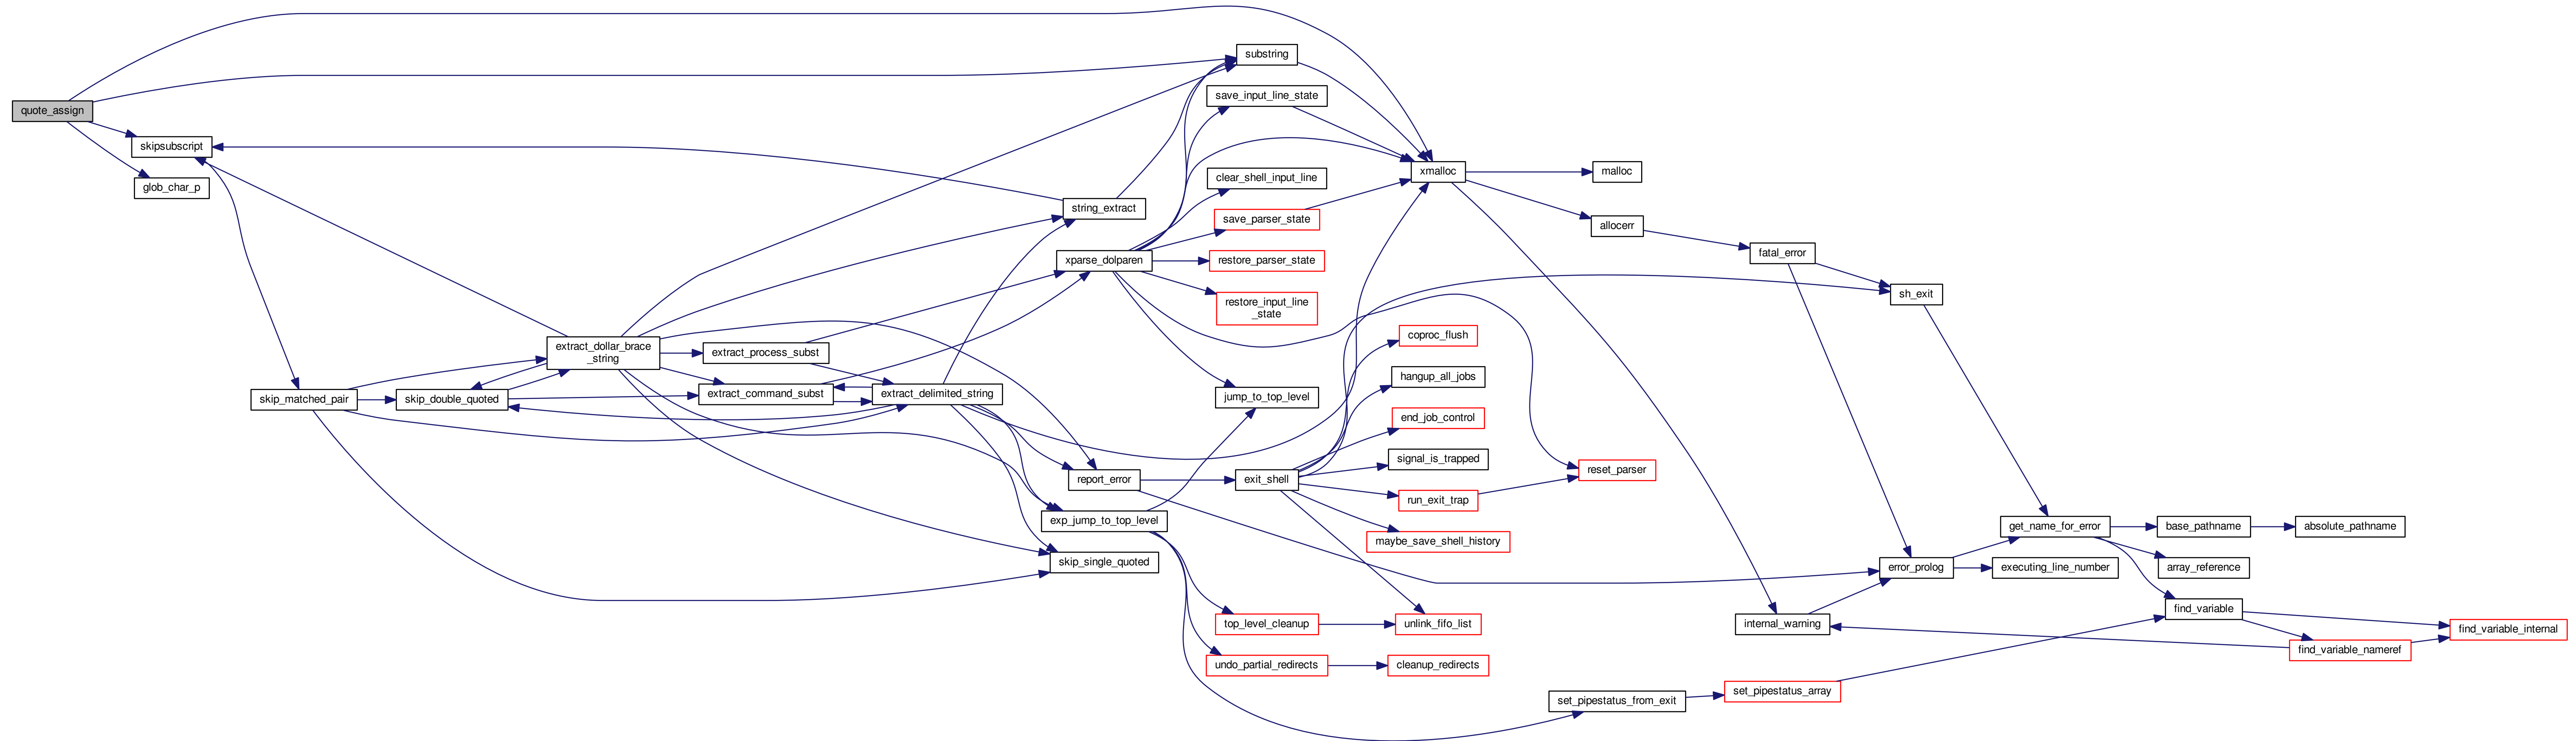 quote_assign
skipsubscript
glob_char_p
skip_matched_pair
skip_double_quoted
extract_dollar_brace
_string
extract_process_subst
extract_command_subst
extract_delimited_string
string_extract
xparse_dolparen
report_error
exp_jump_to_top_level
skip_single_quoted
substring
save_input_line_state
clear_shell_input_line
save_parser_state
restore_parser_state
restore_input_line
_state
jump_to_top_level
exit_shell
top_level_cleanup
undo_partial_redirects
xmalloc
coproc_flush
hangup_all_jobs
end_job_control
signal_is_trapped
run_exit_trap
maybe_save_shell_history
unlink_fifo_list
cleanup_redirects
malloc
allocerr
reset_parser
set_pipestatus_from_exit
fatal_error
internal_warning
set_pipestatus_array
sh_exit
error_prolog
get_name_for_error
executing_line_number
base_pathname
array_reference
find_variable
absolute_pathname
find_variable_nameref
find_variable_internal